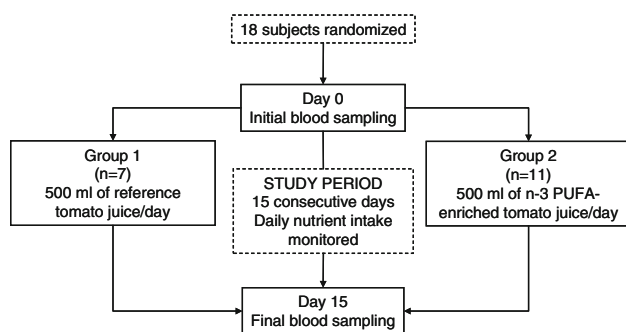 18 subjects randomized
Day 0
Initial blood sampling
Group 1
(n=7)
500 ml of reference
tomato juice/day
STUDY PERIOD
15 consecutive days
Daily nutrient intake
monitored
Group 2
(n=11)
500 ml of n-3 PUFA-
enriched tomato juice/day
Day 15
Final blood sampling